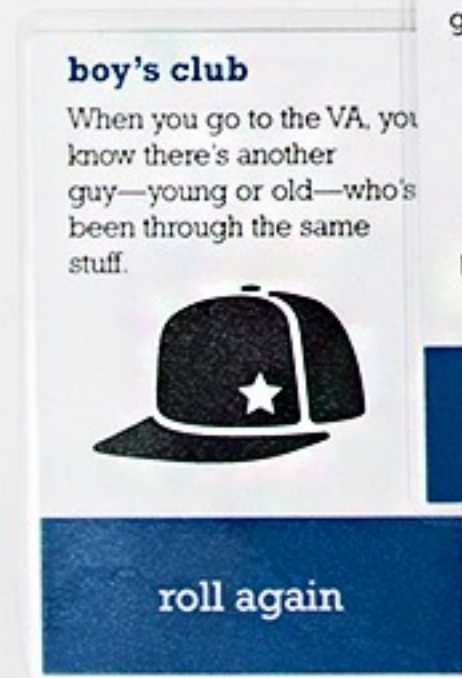 boy's club
When you go to the VA, you
know there's another
guy—young or old—who's
been through the same
stuff.
roll again